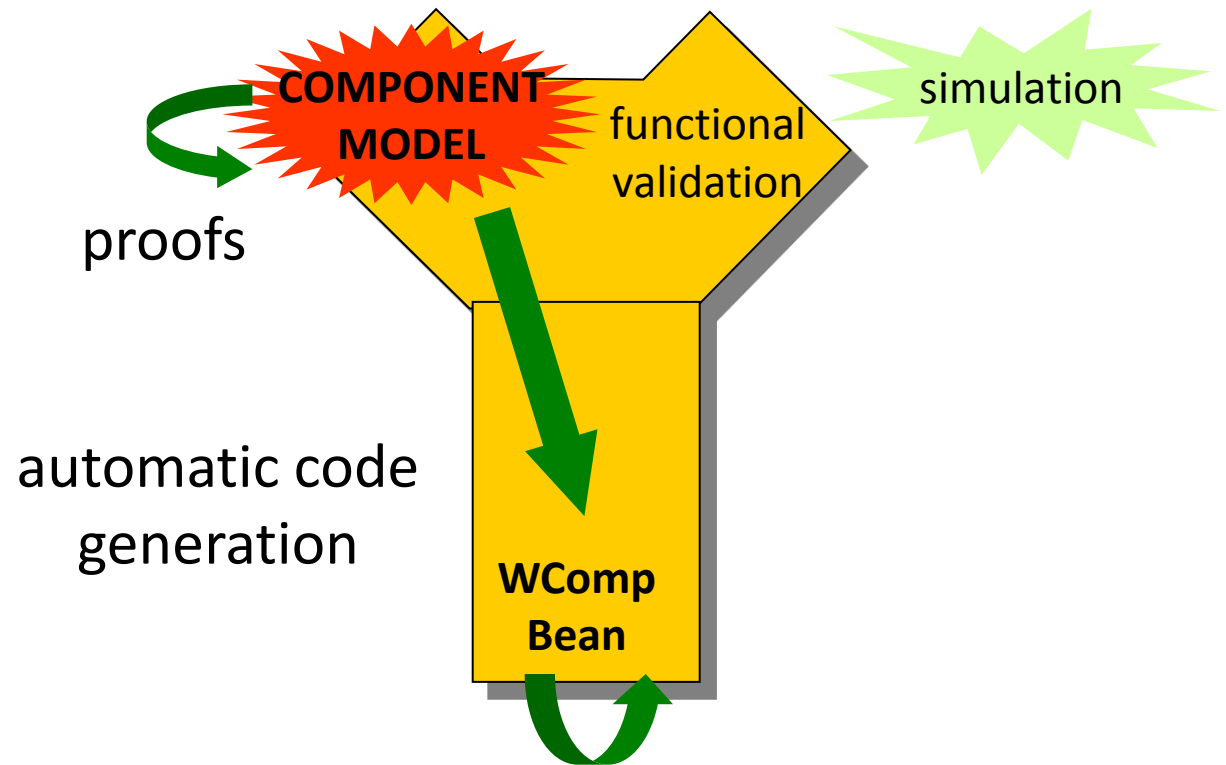 COMPONENT
MODEL
functional
validation
simulation
proofs
automatic code
generation
WComp
Bean